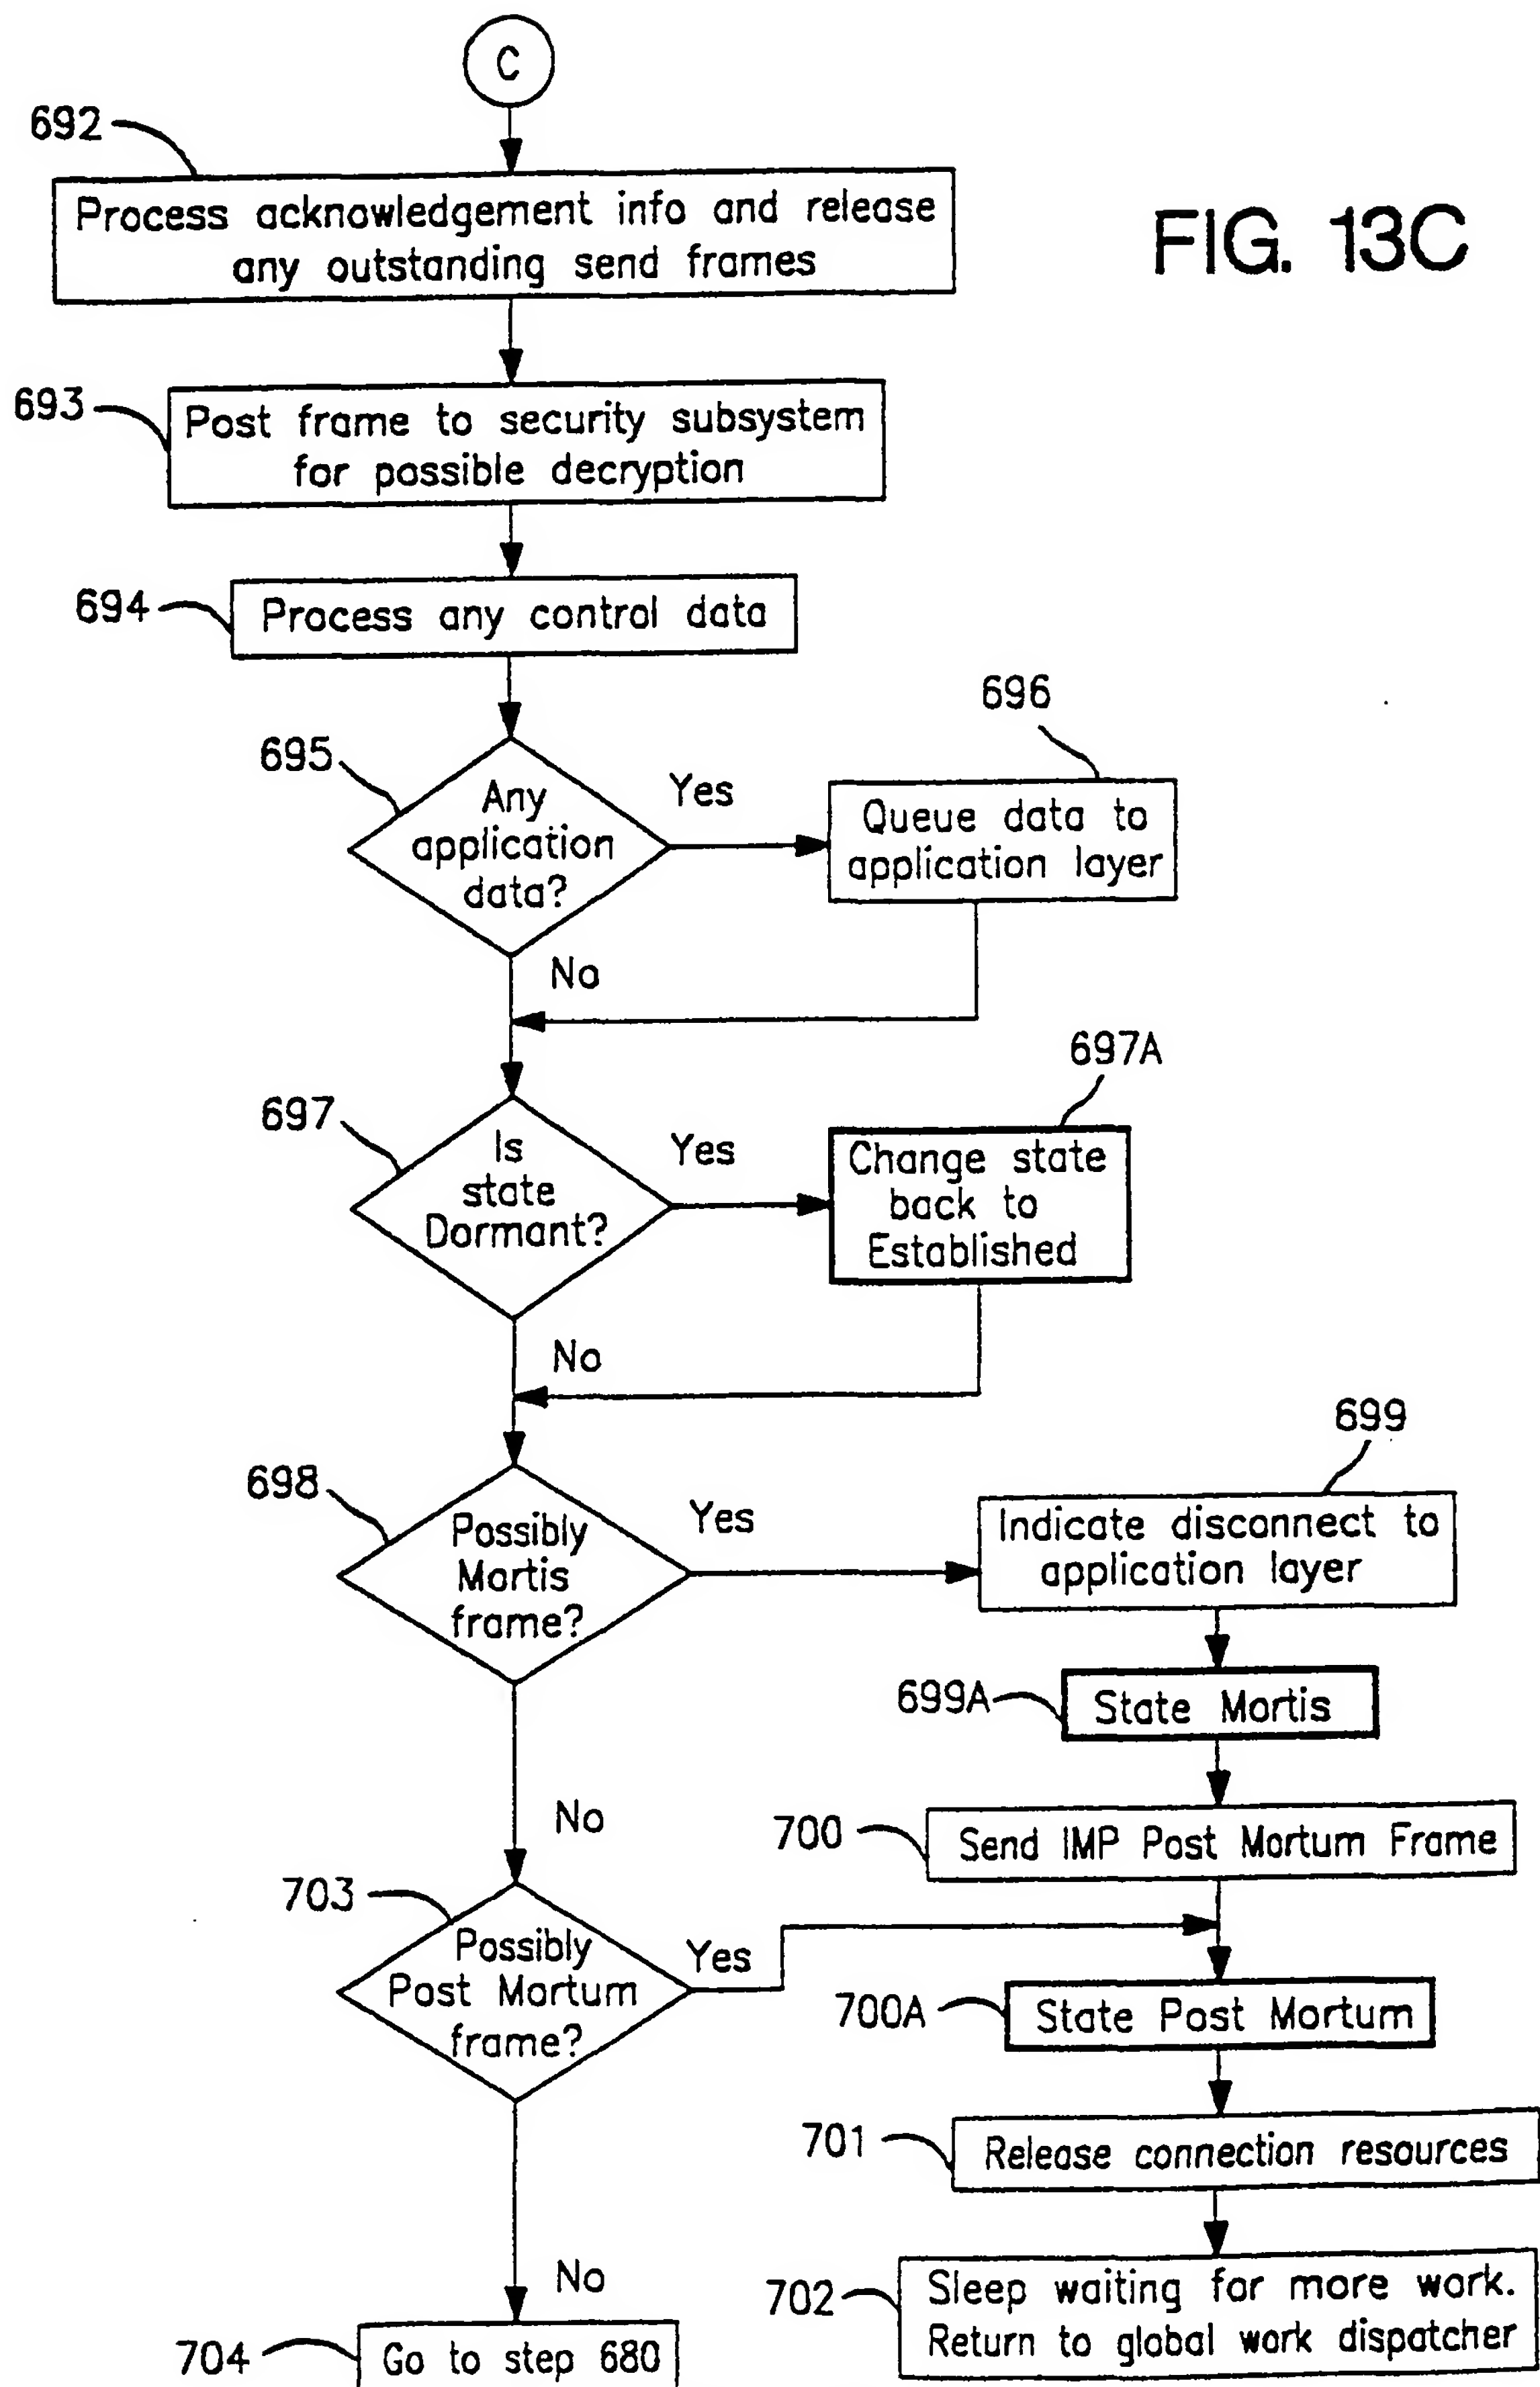 C
692
Process acknowledgement info and release
any outstanding send frames
FIG. 13C
693
Post frame to security subsystem
for possible decryption
694
Process any control data
695
Any
application
data?
Yes
696
Queue data to
application layer
No
697
Is
state
Dormant?
Yes
697A
Change state
back to
Established
No
698
Possibly
Mortis
frame?
Yes
699
Indicate disconnect to
application layer
699A
State Mortis
No
700
Send IMP Post Mortum Frame
703
Possibly
Post Mortum
frame?
Yes
700A
State Post Mortum
701
Release connection resources
No
702
Sleep waiting for more work.
Return to global work dispatcher
704
Go to step 680